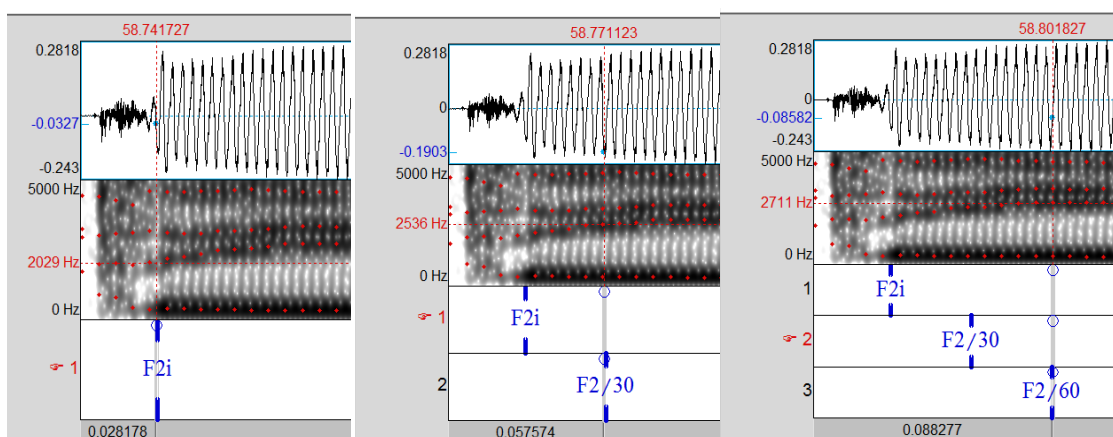 58.741727
0.2818
-0.0327
-0.243
5000 Hz
2029 Hz
0 Hz
F2i
☞ 1
0.028178
58.771123
0.2818
0
-0.1903
-0.243
5000 Hz
2536 Hz
0 Hz
F2i
☞ 1
F2/30
2
0.057574
58.801827
0.2818
0
-0.08582
-0.243
5000 Hz
2711 Hz
0 Hz
1
F2i
F2/30
☞ 2
F2/60
3
0.088277